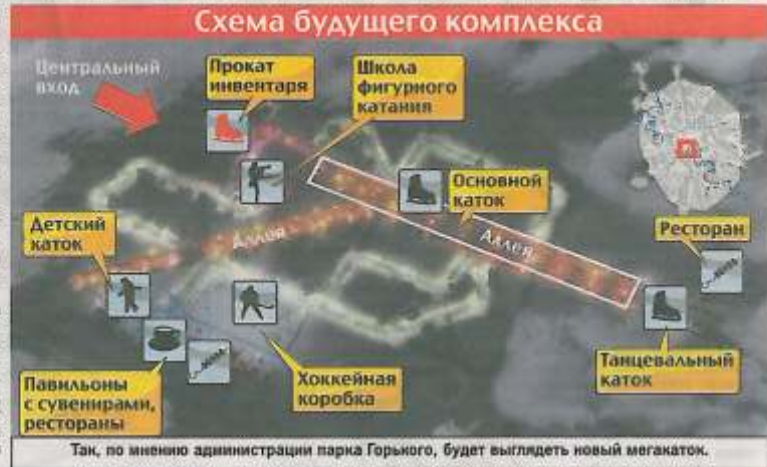 Схема будущего комплекса
Центральный
вход
Прокат
инвентаря
Школа
фигурного
катания
Основной
каток
Аллея
Аллея
Ресторан
Детский
каток
Танцевальный
каток
Хоккейная
коробка
Павильоны
с сувенирами,
рестораны
Так, по мнению администрации парка Горького, будет выглядеть новый мегакаток.